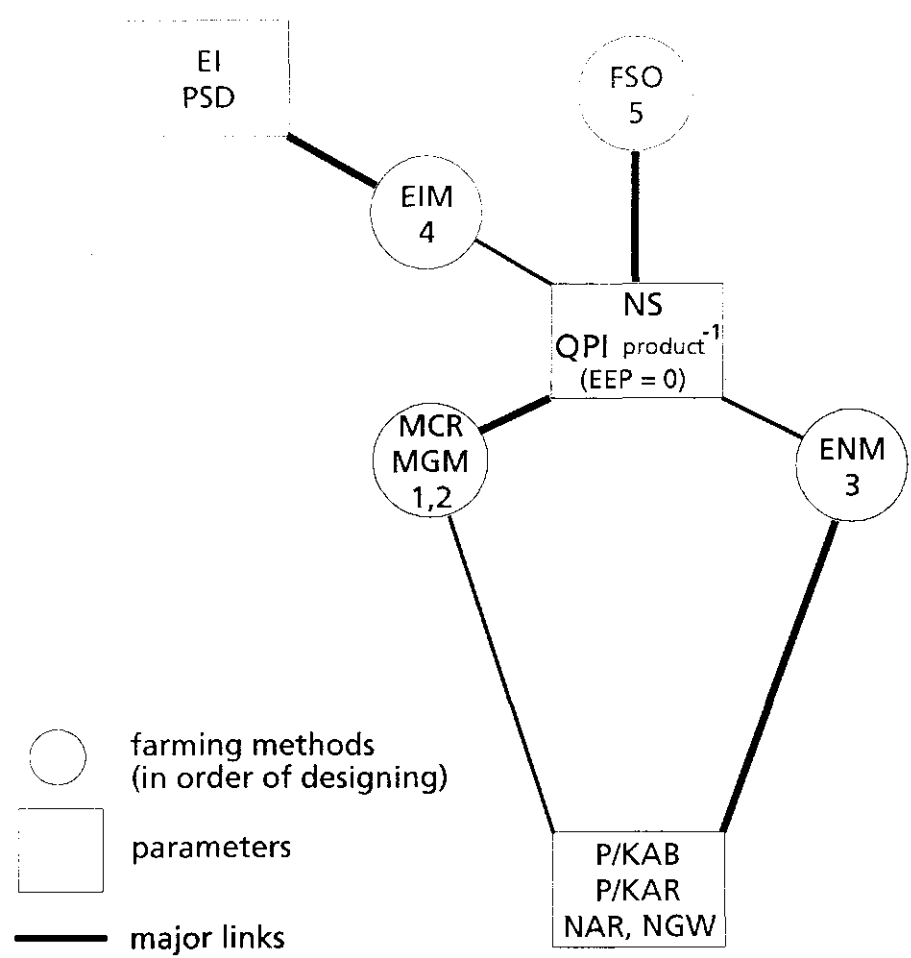 EI
PSD
FSO
5
EIM
4
NS
QPI product-1
(EEP = 0)
MCR
MGM
1,2
ENM
3
farming methods
(in order of designing)
parameters
major links
P/KAB
P/KAR
NAR, NGW